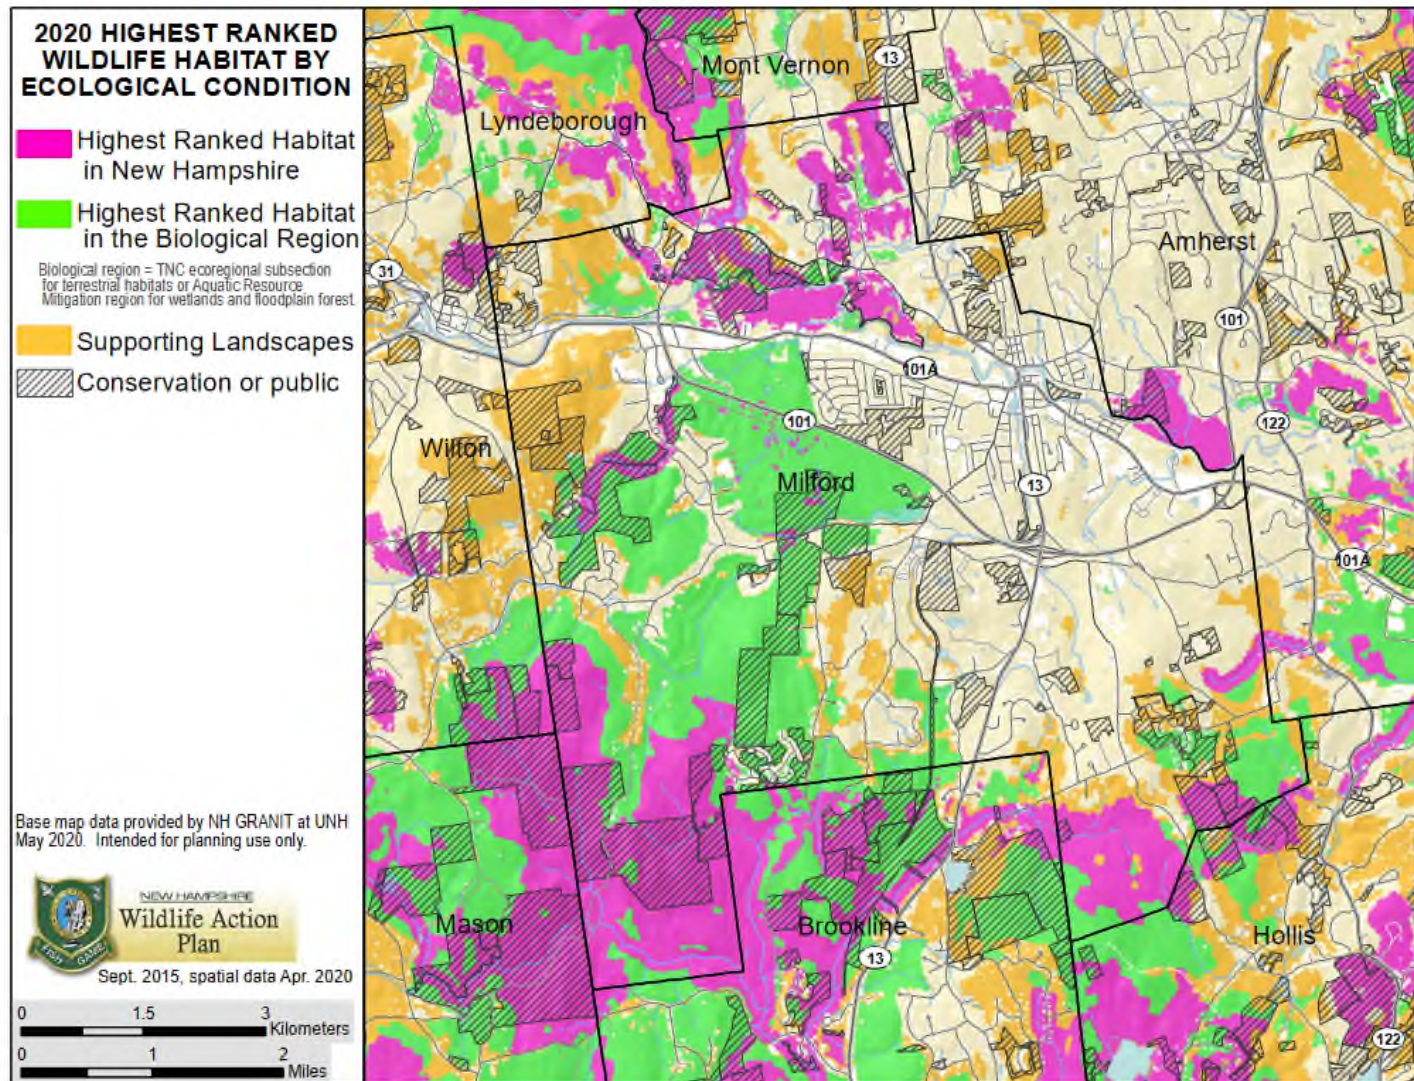 2020 HIGHEST RANKED
WILDLIFE HABITAT BY
ECOLOGICAL CONDITION
Highest Ranked Habitat
in New Hampshire
Highest Ranked Habitat
in the Biological Region
Biological region = TNC ecoregional subsection
for terrestrial habitats or Aquatic Resource
Mitigation region for wetlands and floodplain forest.
Supporting Landscapes
Conservation or public
Base map data provided by NH GRANIT at UNH
May 2020. Intended for planning use only.
NEW HAMPSHIRE
Wildlife Action
Plan
FISH GAME
Sept. 2015, spatial data Apr. 2020
0 1.5 3
Kilometers
0 1 2
Miles
13
Mont Vernon
Lyndeborough
Amherst
31
101
101A
101
122
Wilton
Milford
13
101A
Mason
Brookline
Hollis
13
122